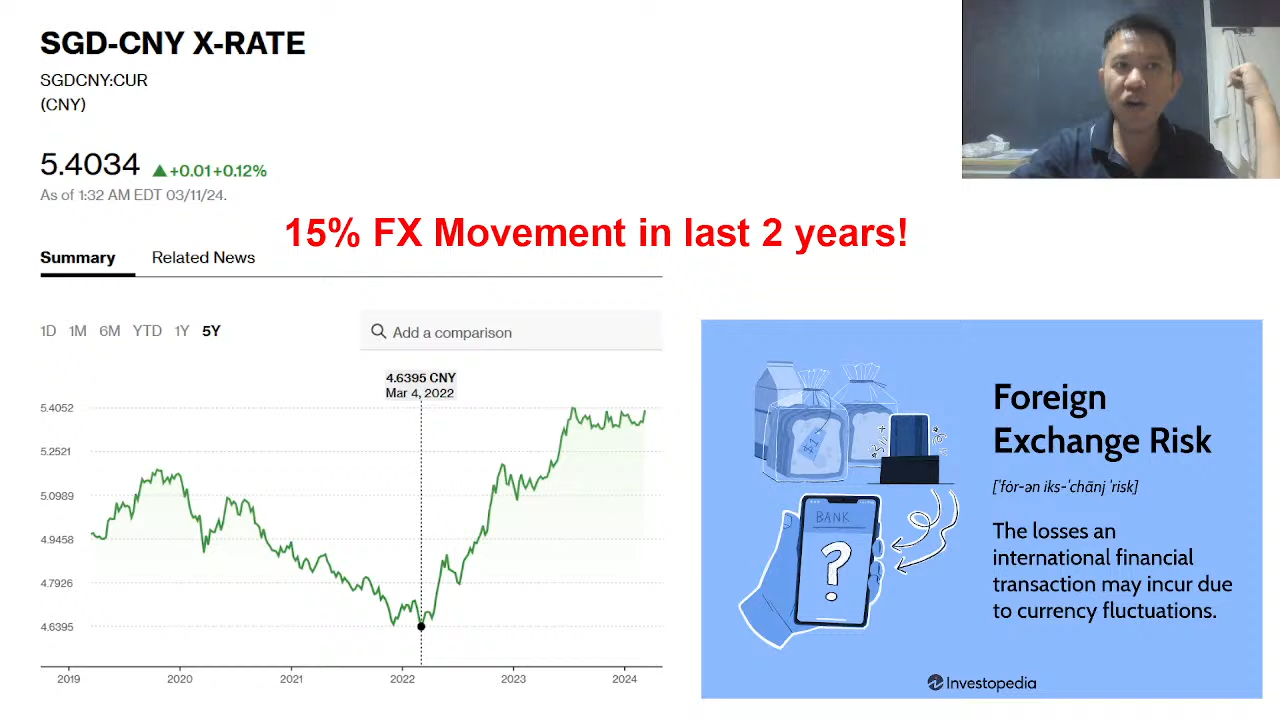 SGD-CNY X-RATE
SGDCNY:CUR
(CNY)
5.4034 ▲ +0.01 +0.12%
As of 1:32 AM EDT 03/11/24.
15% FX Movement in last 2 years!
Summary Related News
1D 1M 6M YTD 1Y 5Y
Add a comparison
4.6395 CNY
Mar 4, 2022
5.4052
5.2521
5.0989
4.9458
4.7926
4.6395
2019 2020 2021 2022 2023 2024
BANK
?
Foreign
Exchange Risk
['fȯr-ən iks-'chānj 'risk]
The losses an
international financial
transaction may incur due
to currency fluctuations.
Investopedia